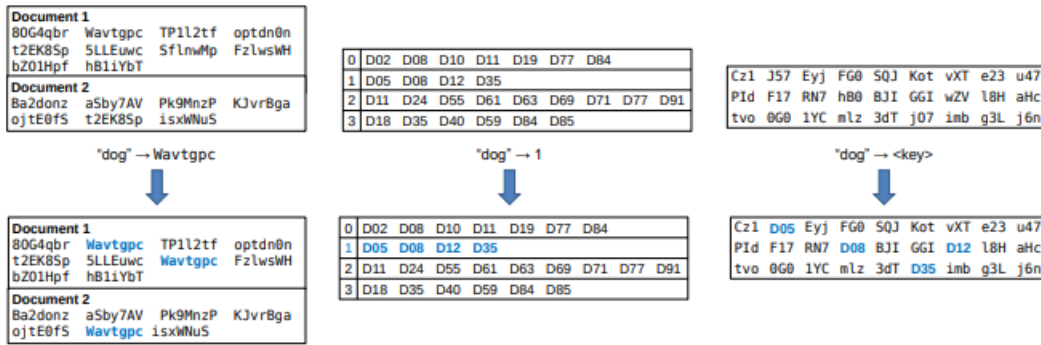 Document 1
8OG4qbr Wavtgpc TP1l2tf optdn0n
t2EK8Sp 5LLEuwc SflnwMp FzlwsWH
bZO1Hpf hB1iYbT
Document 2
Ba2donz aSby7AV Pk9MnzP KJvrBga
ojtE0fS t2EK8Sp isxWNuS
"dog" → Wavtgpc
Document 1
8OG4qbr Wavtgpc TP1l2tf optdn0n
t2EK8Sp 5LLEuwc Wavtgpc FzlwsWH
bZO1Hpf hB1iYbT
Document 2
Ba2donz aSby7AV Pk9MnzP KJvrBga
ojtE0fS Wavtgpc isxWNuS
0 D02 D08 D10 D11 D19 D77 D84
1 D05 D08 D12 D35
2 D11 D24 D55 D61 D63 D69 D71 D77 D91
3 D18 D35 D40 D59 D84 D85
"dog" → 1
0 D02 D08 D10 D11 D19 D77 D84
1 D05 D08 D12 D35
2 D11 D24 D55 D61 D63 D69 D71 D77 D91
3 D18 D35 D40 D59 D84 D85
Cz1 J57 Eyj FG0 SQJ Kot vXT e23 u47
PId F17 RN7 hB0 BJI GGI wZV l8H aHc
tvo 0G0 1YC mlz 3dT j07 imb g3L j6n
"dog" → <key>
Cz1 D05 Eyj FG0 SQJ Kot vXT e23 u47
PId F17 RN7 D08 BJI GGI D12 l8H aHc
tvo 0G0 1YC mlz 3dT D35 imb g3L j6n